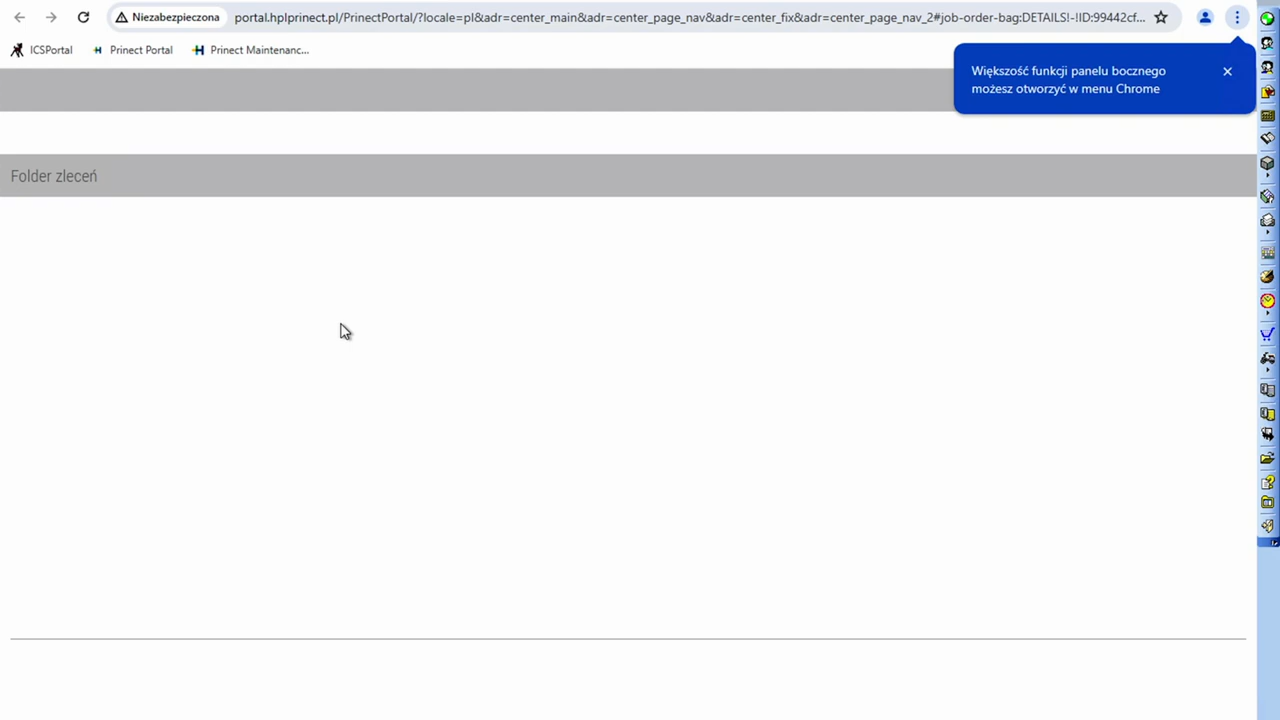 Niezabezpieczona
portal.hplprinect.pl/PrinectPortal/?locale=pl&adr=center_main&adr=center_page_nav&adr=center_fix&adr=center_page_nav_2#job-order-bag:DETAILS!-!ID:99442cf...
ICSPortal
Prinect Portal
Prinect Maintenanc...
Większość funkcji panelu bocznego
możesz otworzyć w menu Chrome
Folder zleceń